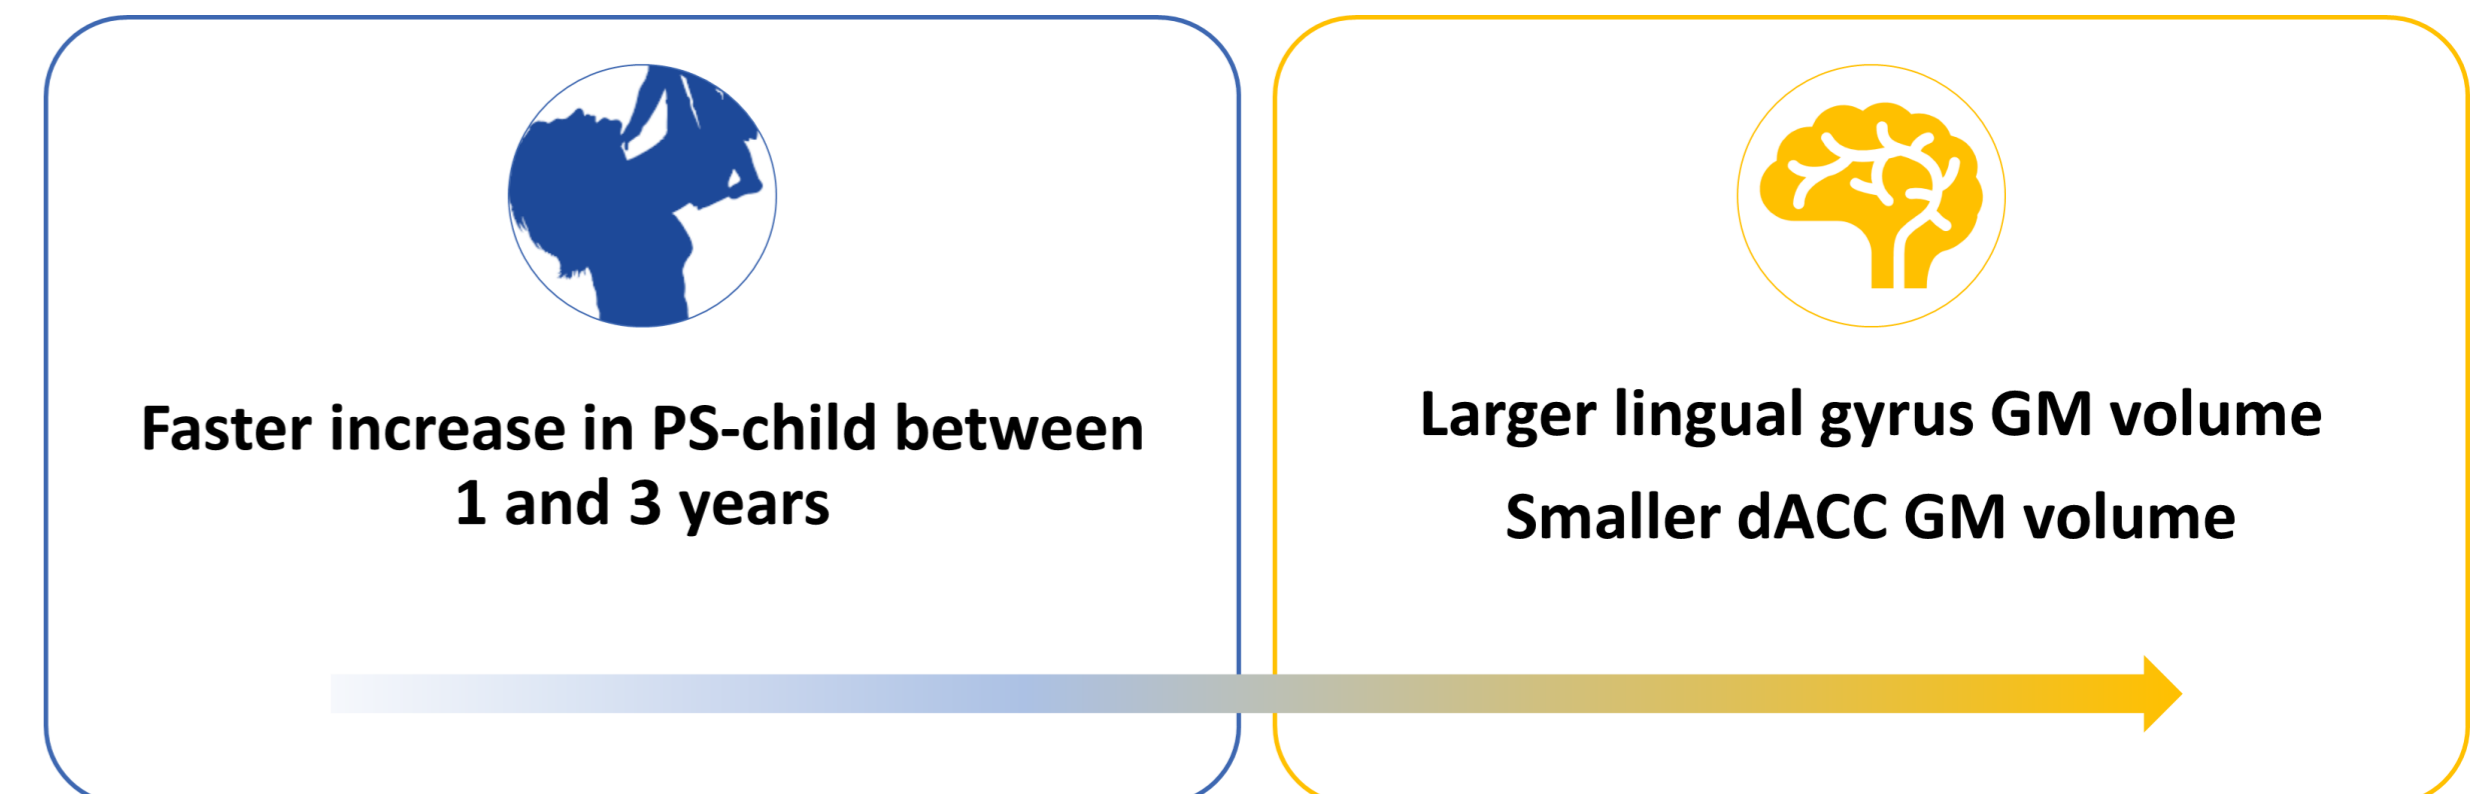 Faster increase in PS-child between
1 and 3 years
Larger lingual gyrus GM volume
Smaller dACC GM volume